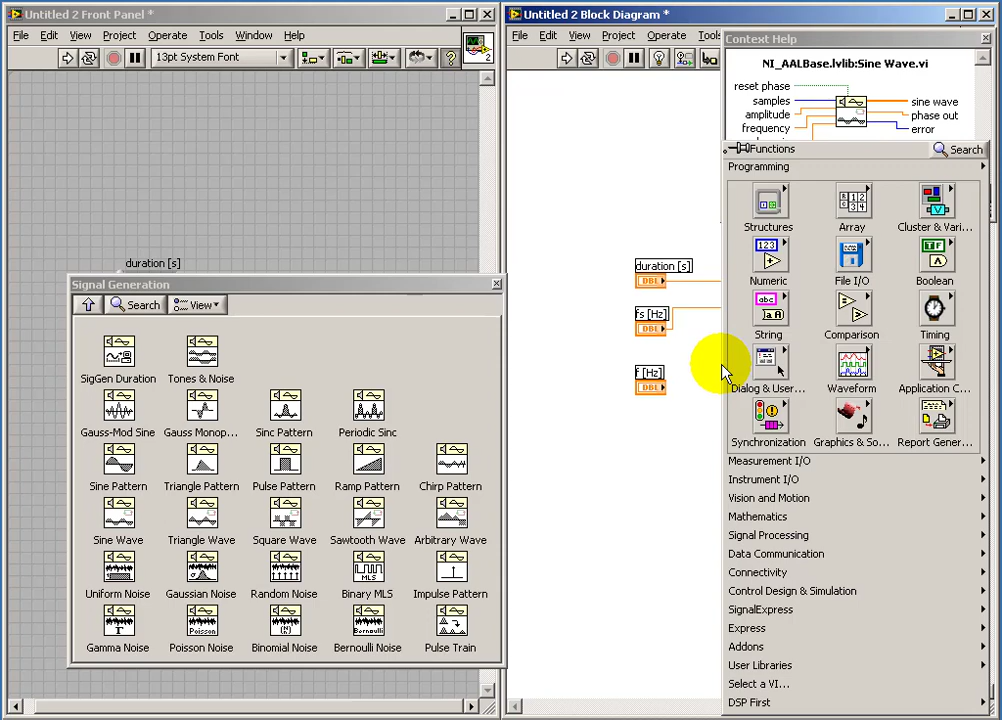 Untitled 2 Front Panel *
File Edit View Project Operate Tools Window Help
13pt System Font
2
duration [s]
Signal Generation
Search View
SigGen Duration Tones & Noise
Gauss-Mod Sine Gauss Monop... Sinc Pattern Periodic Sinc
Sine Pattern Triangle Pattern Pulse Pattern Ramp Pattern Chirp Pattern
Sine Wave Triangle Wave Square Wave Sawtooth Wave Arbitrary Wave
MLS
Uniform Noise Gaussian Noise Random Noise Binary MLS Impulse Pattern
Poisson Bernoulli
Gamma Noise Poisson Noise Binomial Noise Bernoulli Noise Pulse Train
Untitled 2 Block Diagram *
File Edit View Project Operate Tools
duration [s]
DBL
fs [Hz]
DBL
f [Hz]
DBL
Context Help
NI_AALBase.lvlib:Sine Wave.vi
reset phase
samples
amplitude
frequency
sine wave
phase out
error
Functions Search
Programming
Structures Array Cluster & Vari...
Numeric File I/O Boolean
String Comparison Timing
Dialog & User... Waveform Application C...
Synchronization Graphics & So... Report Gener...
Measurement I/O
Instrument I/O
Vision and Motion
Mathematics
Signal Processing
Data Communication
Connectivity
Control Design & Simulation
SignalExpress
Express
Addons
User Libraries
Select a VI...
DSP First